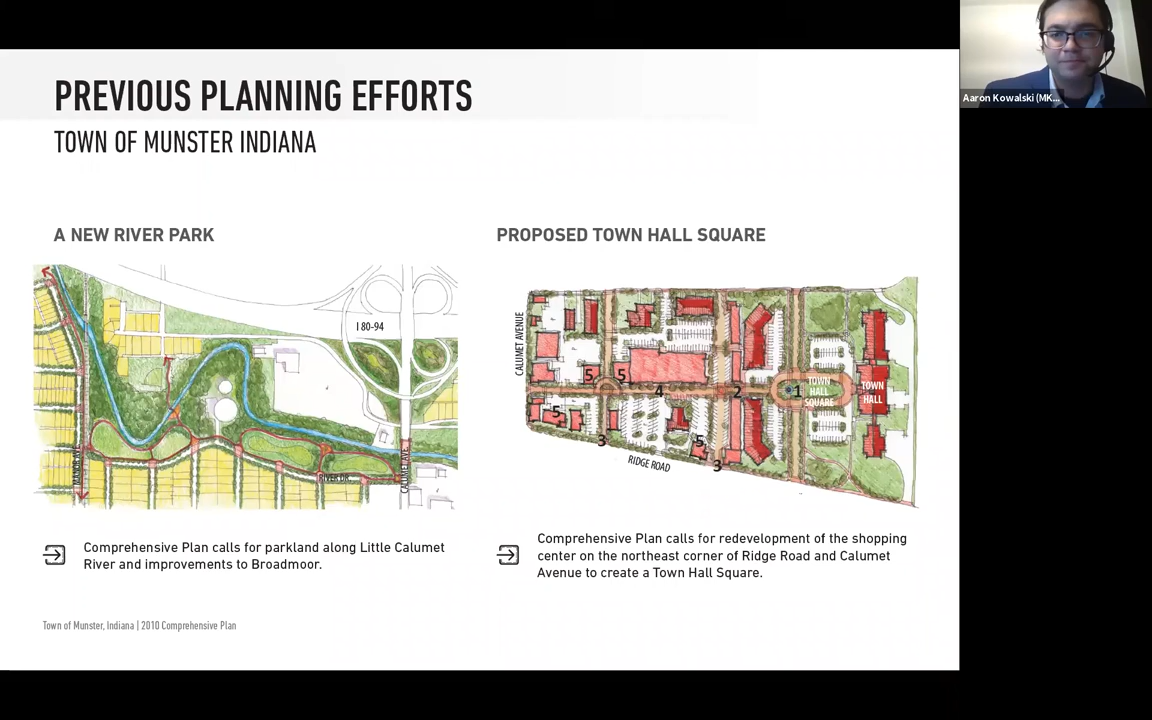 PREVIOUS PLANNING EFFORTS
TOWN OF MUNSTER INDIANA
Aaron Kowalski (MK...
A NEW RIVER PARK
I 80-94
MANOR AVE
RIVER DR.
CALUMET AVE.
Comprehensive Plan calls for parkland along Little Calumet
River and improvements to Broadmoor.
PROPOSED TOWN HALL SQUARE
CALUMET AVENUE
5
5
4
2
1
TOWN
HALL
SQUARE
TOWN
HALL
5
3
5
3
RIDGE ROAD
Comprehensive Plan calls for redevelopment of the shopping
center on the northeast corner of Ridge Road and Calumet
Avenue to create a Town Hall Square.
Town of Munster, Indiana | 2010 Comprehensive Plan